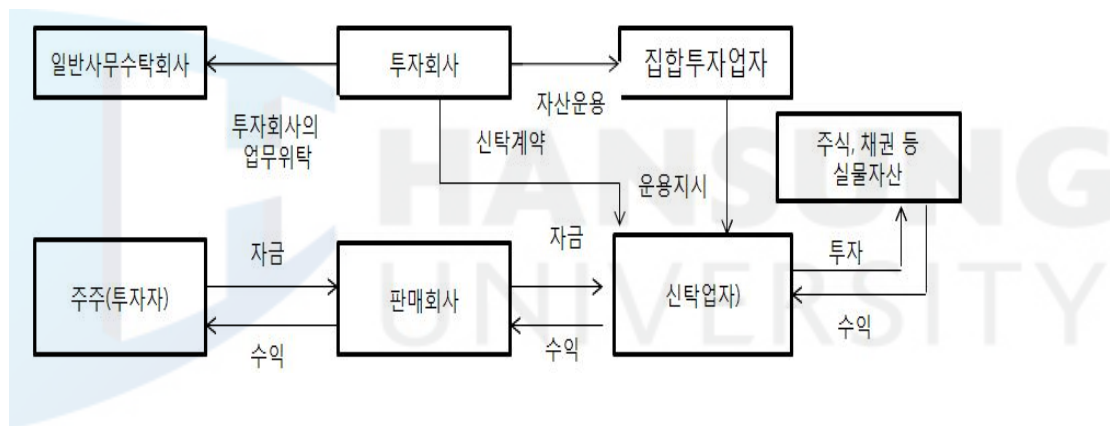 일반사무수탁회사
투자회사
집합투자업자
자산운용
투자회사의
업무위탁
신탁계약
운용지시
주식, 채권 등
실물자산
주주(투자자)
자금
수익
판매회사
자금
수익
신탁업자)
투자
수익
HANSUNG
UNIVERSITY